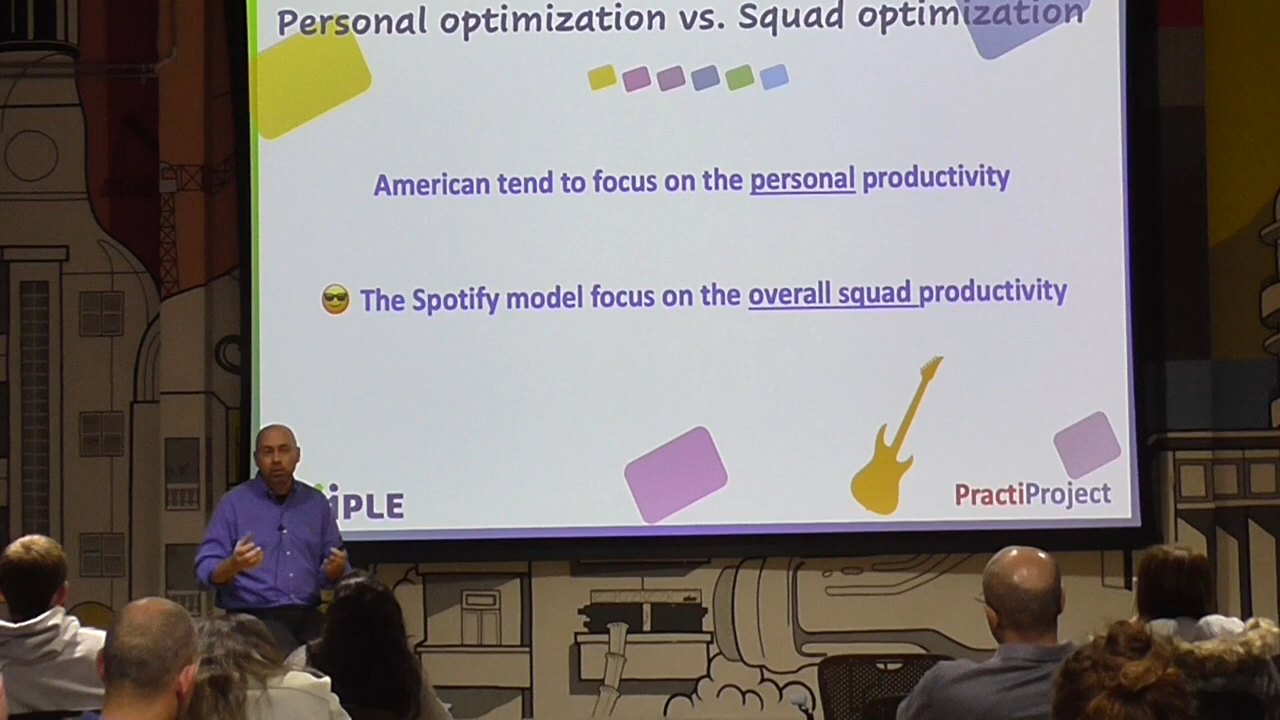 Personal optimization vs. Squad optimization
American tend to focus on the personal productivity
😎 The Spotify model focus on the overall squad productivity
iPLE
PractiProject